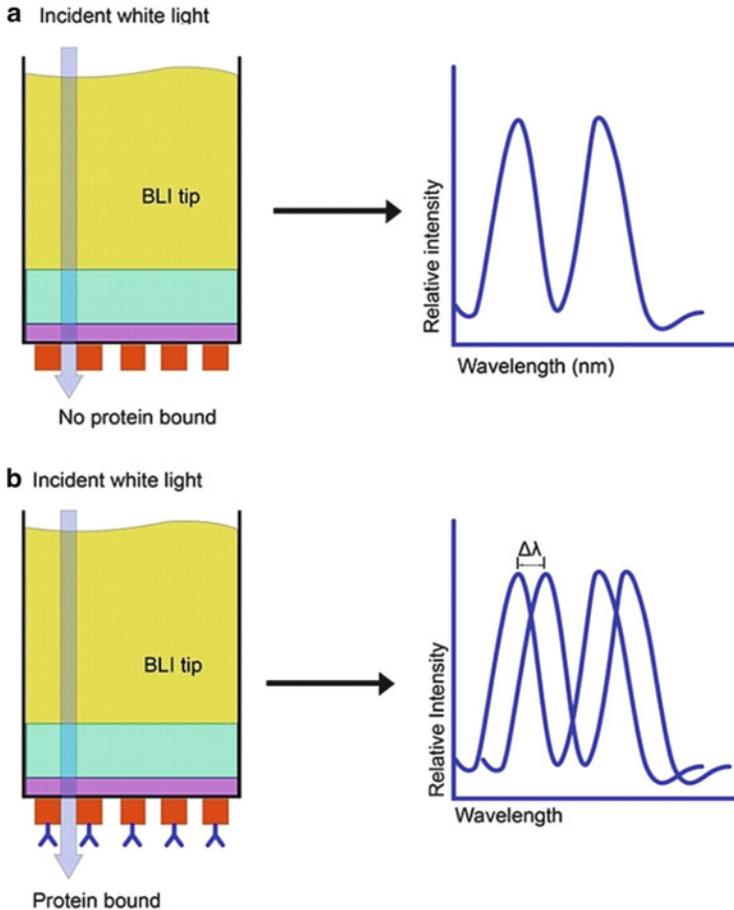 a Incident white light
BLI tip
Relative intensity
Wavelength (nm)
No protein bound
b Incident white light
Δλ
BLI tip
Relative Intensity
Wavelength
Protein bound